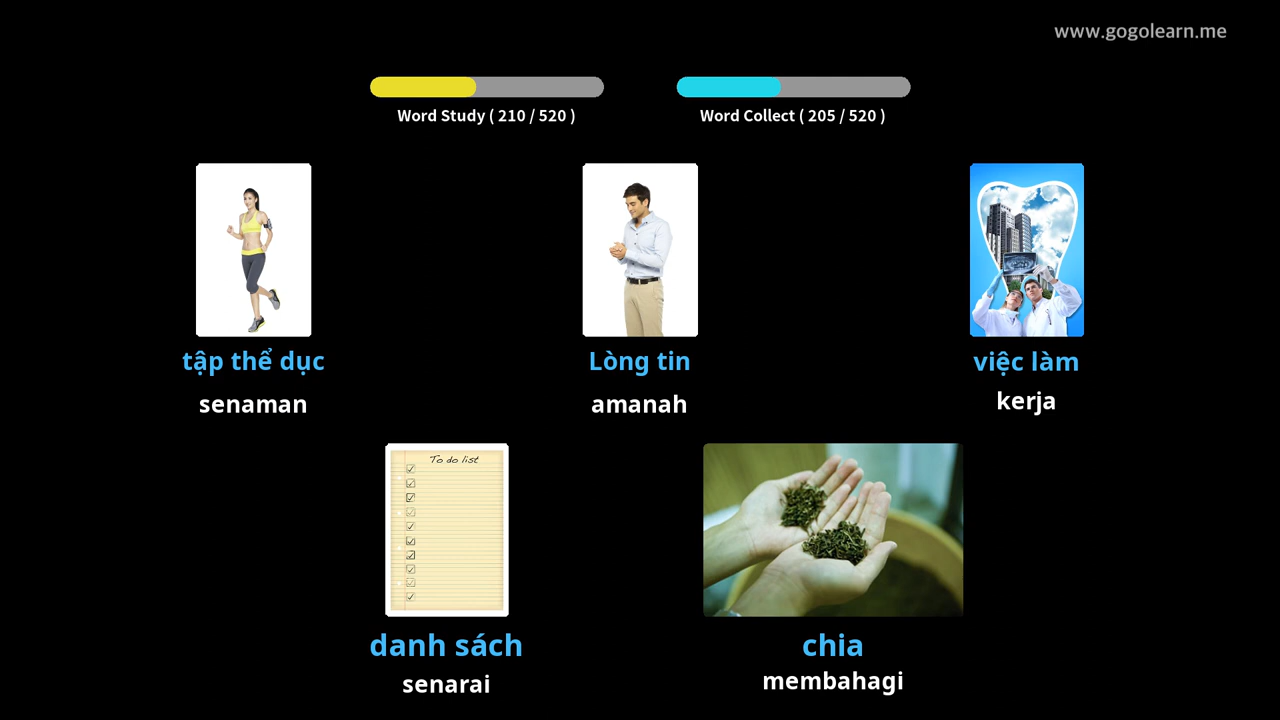 www.gogolearn.me
Word Study ( 210 / 520 )
Word Collect ( 205 / 520 )
tập thể dục
senaman
Lòng tin
amanah
việc làm
kerja
To do list
danh sách
senarai
chia
membahagi